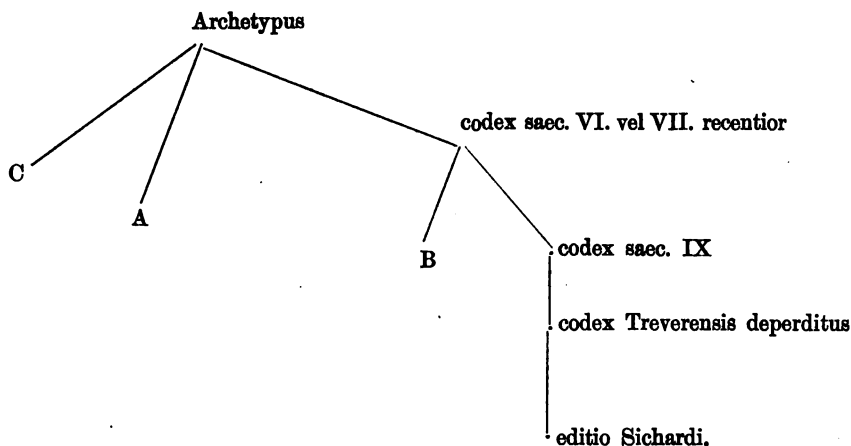 Archetypus
codex saec. VI. vel VII. recentior
C
A
B
codex saec. IX
codex Treverensis deperditus
editio Sichardi.